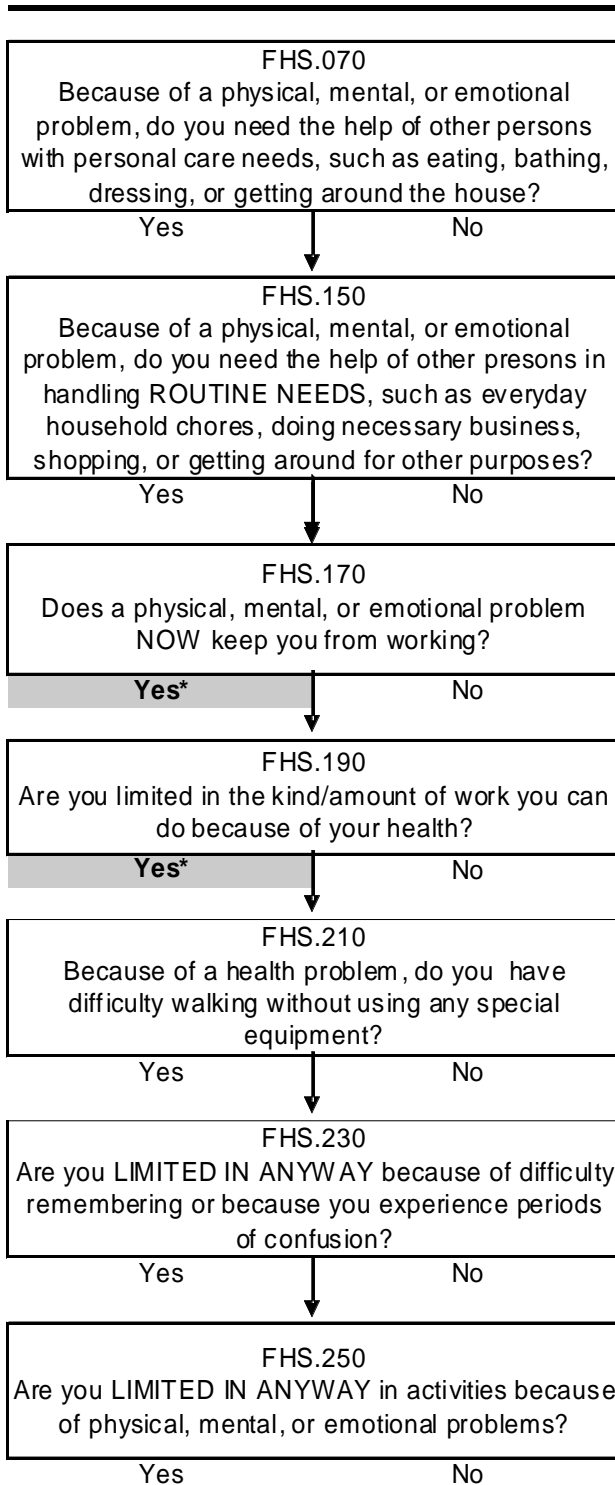 FHS.070
Because of a physical, mental, or emotional
problem, do you need the help of other persons
with personal care needs, such as eating, bathing,
dressing, or getting around the house?
Yes No
FHS.150
Because of a physical, mental, or emotional
problem, do you need the help of other presons in
handling ROUTINE NEEDS, such as everyday
household chores, doing necessary business,
shopping, or getting around for other purposes?
Yes No
FHS.170
Does a physical, mental, or emotional problem
NOW keep you from working?
Yes* No
FHS.190
Are you limited in the kind/amount of work you can
do because of your health?
Yes* No
FHS.210
Because of a health problem, do you have
difficulty walking without using any special
equipment?
Yes No
FHS.230
Are you LIMITED IN ANYWAY because of difficulty
remembering or because you experience periods
of confusion?
Yes No
FHS.250
Are you LIMITED IN ANYWAY in activities because
of physical, mental, or emotional problems?
Yes No